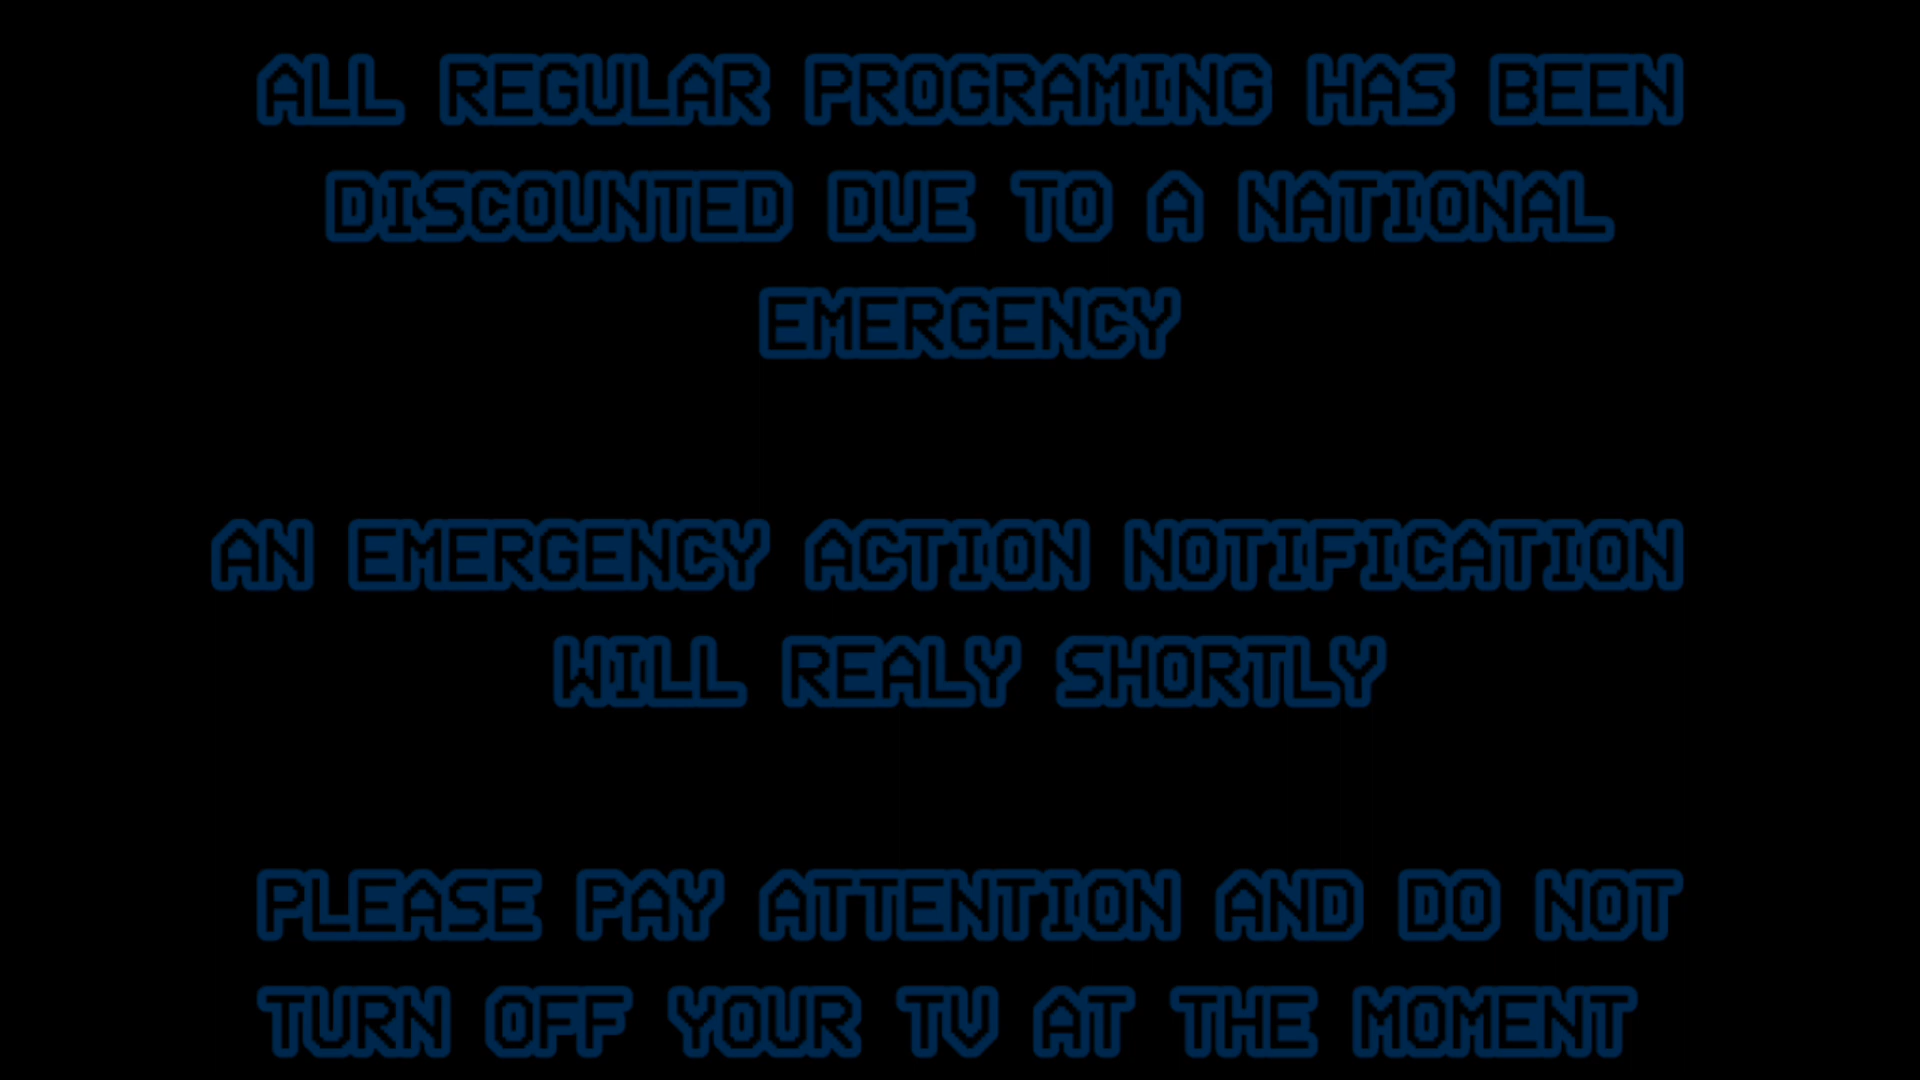 ALL REGULAR PROGRAMING HAS BEEN
DISCOUNTED DUE TO A NATIONAL
EMERGENCY
AN EMERGENCY ACTION NOTIFICATION
WILL REALY SHORTLY
PLEASE PAY ATTENTION AND DO NOT
TURN OFF YOUR TV AT THE MOMENT